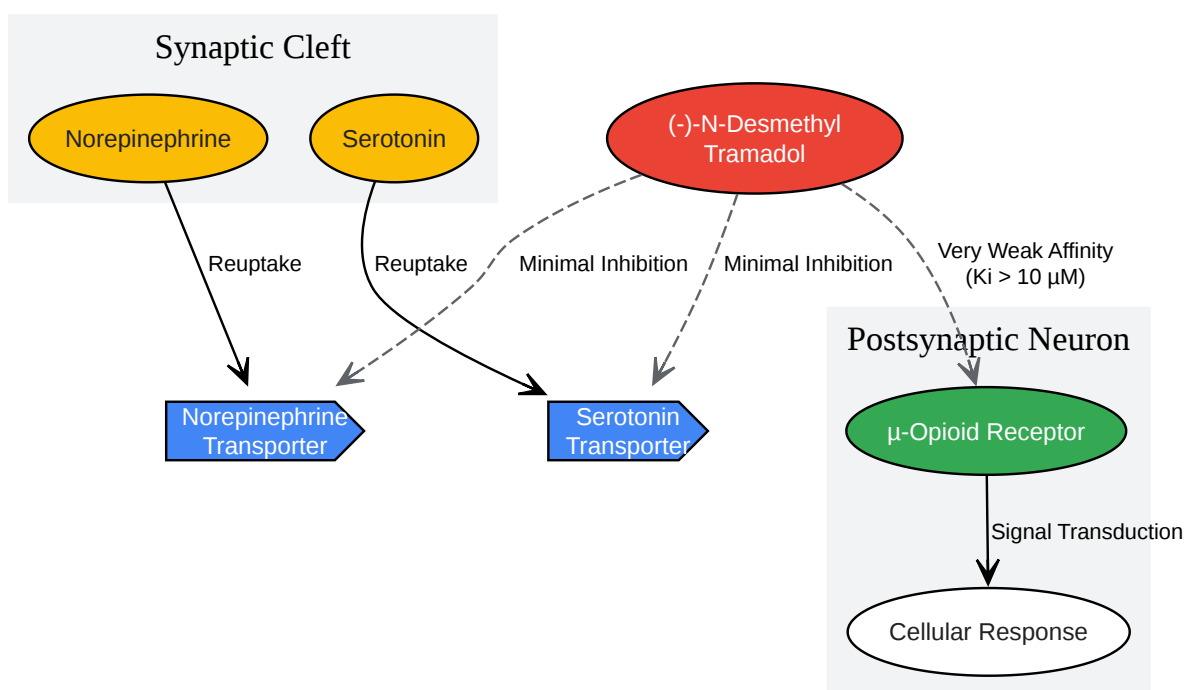 Synaptic Cleft
Norepinephrine
Serotonin
(-)-N-Desmethyl
Tramadol
Reuptake
Reuptake
Minimal Inhibition
Minimal Inhibition
Very Weak Affinity
(Ki > 10 µM)
Postsynaptic Neuron
Norepinephrine
Transporter
Serotonin
Transporter
µ-Opioid Receptor
Signal Transduction
Cellular Response